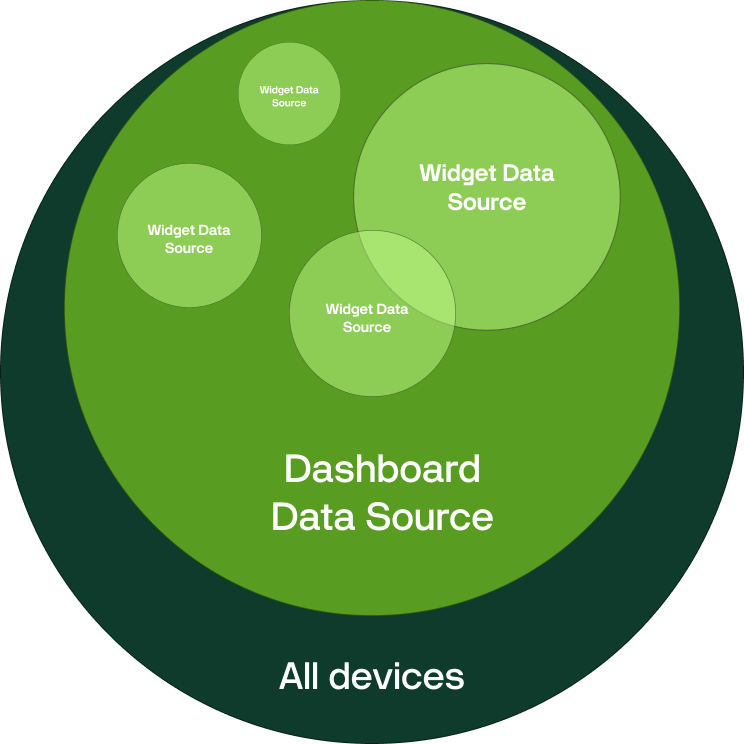 Widget Data
Source
Widget Data
Source
Widget Data
Source
Widget Data
Source
Dashboard
Data Source
All devices